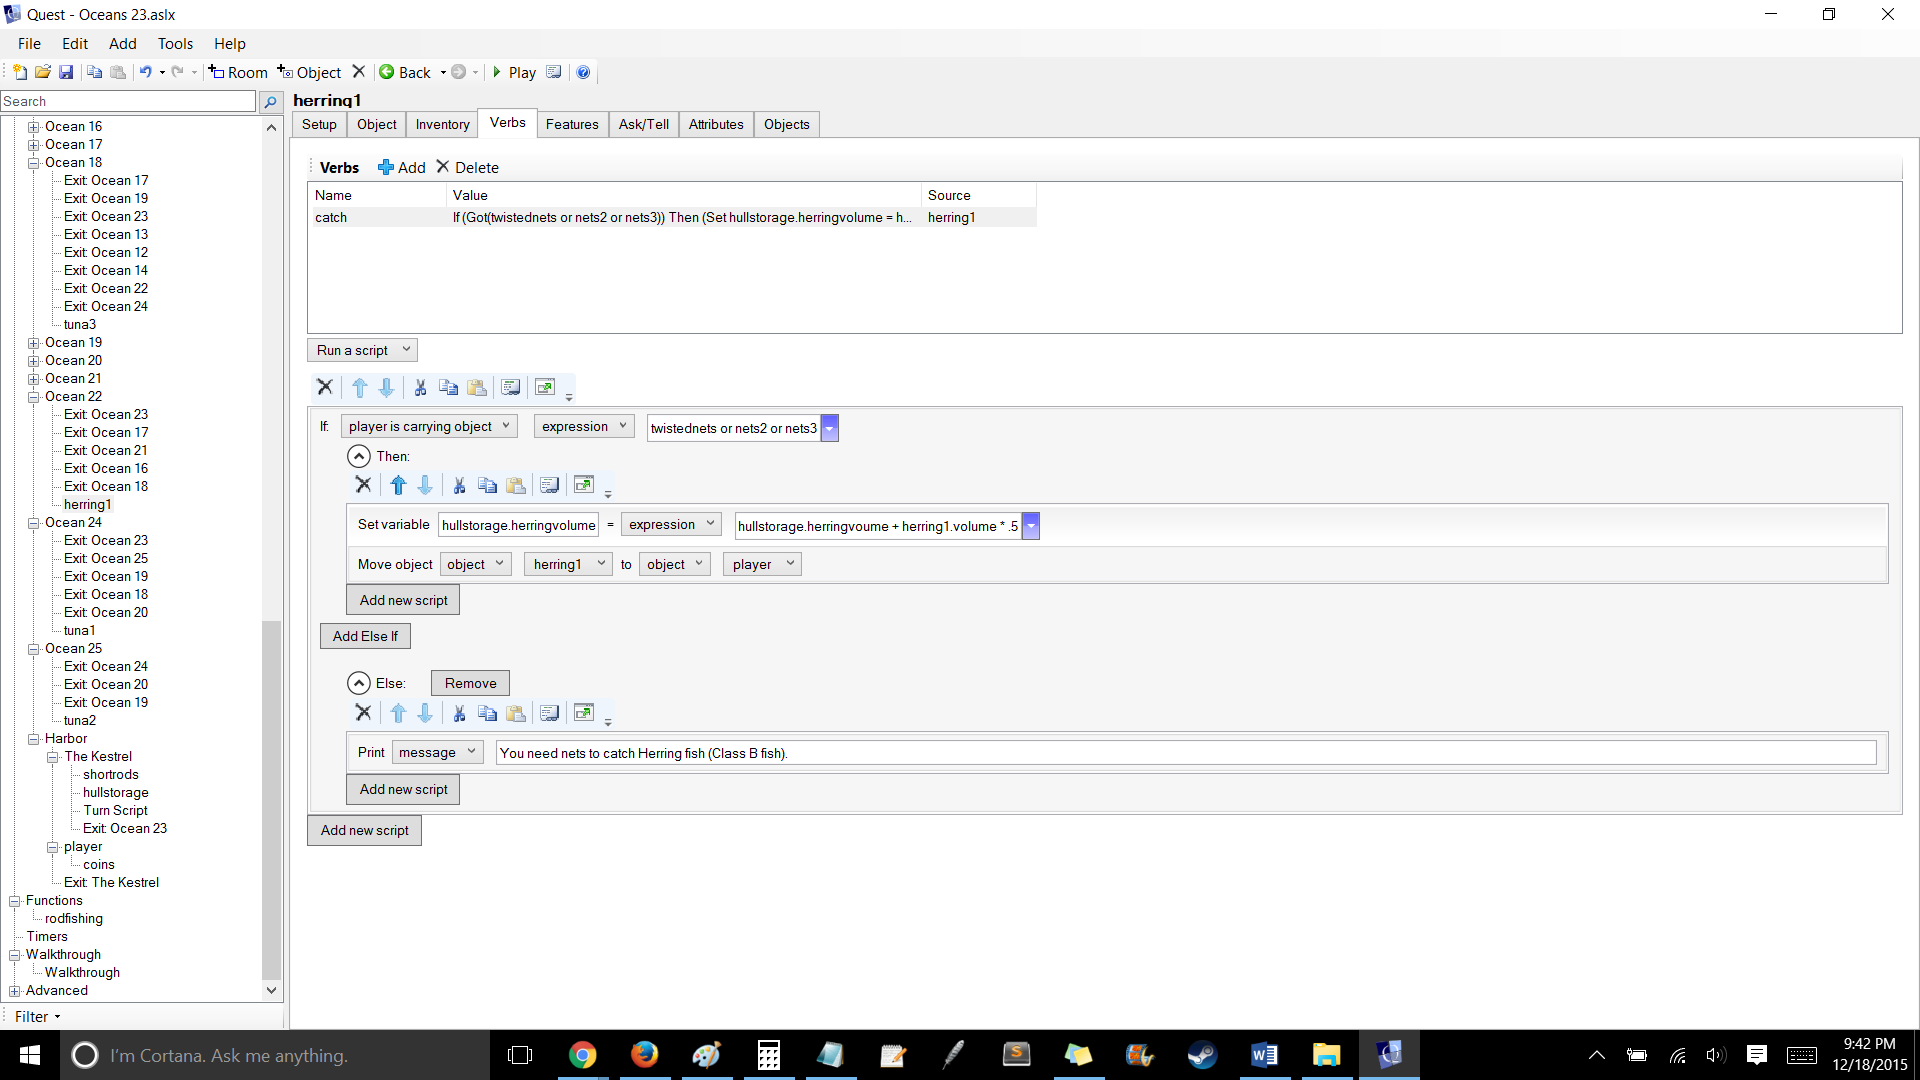 Quest - Oceans 23.aslx
File Edit Add Tools Help
Room Object Back Play
Search
Ocean 16
Ocean 17
Ocean 18
Exit: Ocean 17
Exit: Ocean 19
Exit: Ocean 23
Exit: Ocean 13
Exit: Ocean 12
Exit: Ocean 14
Exit: Ocean 22
Exit: Ocean 24
tuna3
Ocean 19
Ocean 20
Ocean 21
Ocean 22
Exit: Ocean 23
Exit: Ocean 17
Exit: Ocean 21
Exit: Ocean 16
Exit: Ocean 18
herring1
Ocean 24
Exit: Ocean 23
Exit: Ocean 25
Exit: Ocean 19
Exit: Ocean 18
Exit: Ocean 20
tuna1
Ocean 25
Exit: Ocean 24
Exit: Ocean 20
Exit: Ocean 19
tuna2
Harbor
The Kestrel
shortrods
hullstorage
Turn Script
Exit: Ocean 23
player
coins
Exit: The Kestrel
Functions
rodfishing
Timers
Walkthrough
Walkthrough
Advanced
Filter
herring1
Setup Object Inventory Verbs Features Ask/Tell Attributes Objects
Verbs Add Delete
Name Value Source
catch If (Got(twistednets or nets2 or nets3)) Then (Set hullstorage.herringvolume = h... herring1
Run a script
If: player is carrying object expression twistednets or nets2 or nets3
Then:
Set variable hullstorage.herringvolume = expression hullstorage.herringvoume + herring1.volume * .5
Move object object herring1 to object player
Add new script
Add Else If
Else: Remove
Print message You need nets to catch Herring fish (Class B fish).
Add new script
Add new script
I'm Cortana. Ask me anything.
9:42 PM
12/18/2015